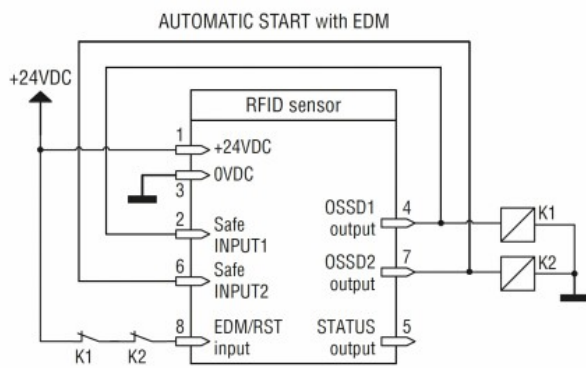 AUTOMATIC START with EDM
+24VDC
RFID sensor
1
+24VDC
0VDC
3
2
Safe
INPUT1
6
Safe
INPUT2
8
EDM/RST
input
K1
K2
OSSD1
output
4
K1
OSSD2
output
7
K2
STATUS
output
5